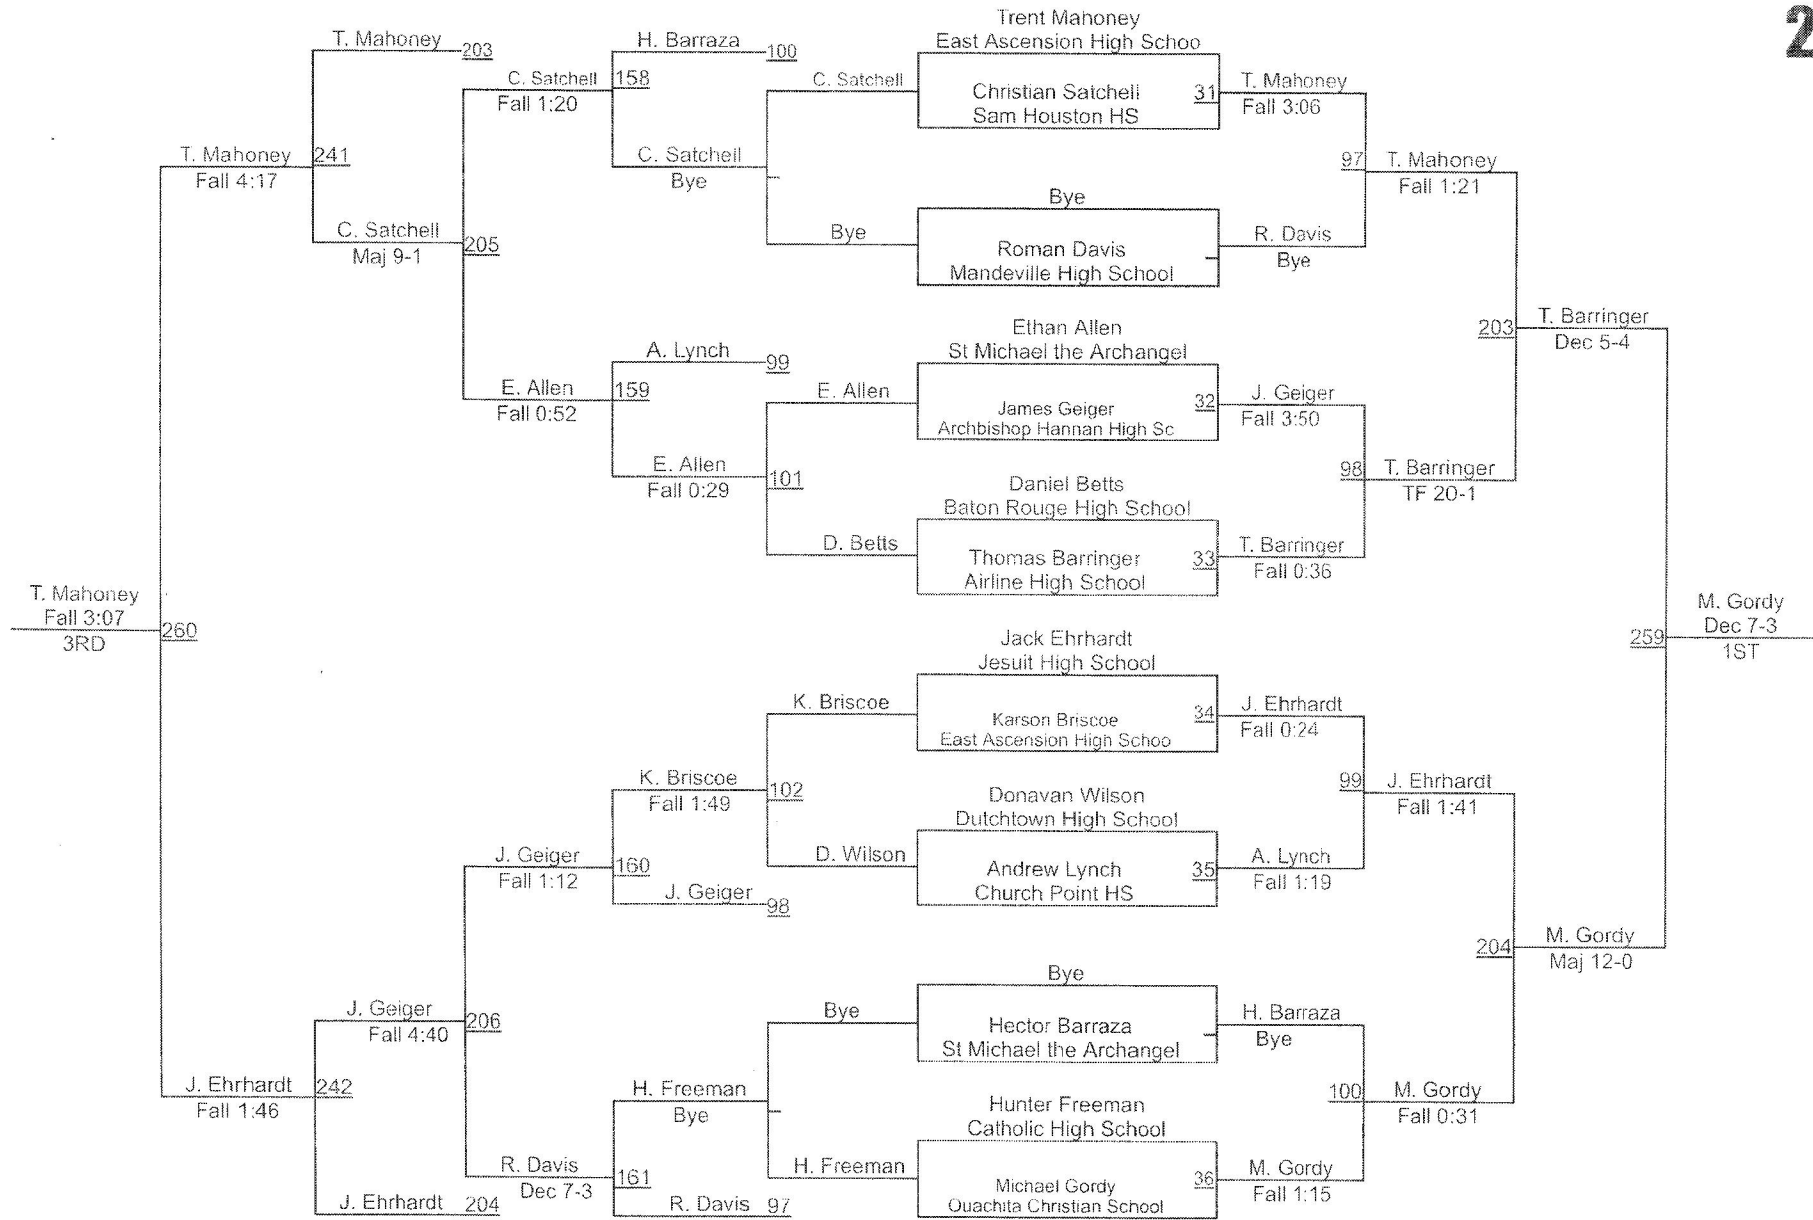 2
Trent Mahoney
East Ascension High Schoo
T. Mahoney
203
H. Barraza
100
C. Satchell
Fall 1:20
158
C. Satchell
Christian Satchell
Sam Houston HS
31
T. Mahoney
Fall 3:06
T. Mahoney
Fall 4:17
241
C. Satchell
Bye
97
T. Mahoney
Fall 1:21
Bye
C. Satchell
Maj 9-1
205
Bye
Roman Davis
Mandeville High School
R. Davis
Bye
Ethan Allen
St Michael the Archangel
203
T. Barringer
Dec 5-4
A. Lynch
99
E. Allen
Fall 0:52
159
E. Allen
James Geiger
Archbishop Hannan High Sc
32
J. Geiger
Fall 3:50
E. Allen
Fall 0:29
101
98
T. Barringer
TF 20-1
Daniel Betts
Baton Rouge High School
D. Betts
Thomas Barringer
Airline High School
33
T. Barringer
Fall 0:36
T. Mahoney
Fall 3:07
3RD
260
259
M. Gordy
Dec 7-3
1ST
Jack Ehrhardt
Jesuit High School
K. Briscoe
Karson Briscoe
East Ascension High Schoo
34
J. Ehrhardt
Fall 0:24
K. Briscoe
Fall 1:49
102
99
J. Ehrhardt
Fall 1:41
Donavan Wilson
Dutchtown High School
J. Geiger
Fall 1:12
160
D. Wilson
Andrew Lynch
Church Point HS
35
A. Lynch
Fall 1:19
J. Geiger
98
204
M. Gordy
Maj 12-0
Bye
J. Geiger
Fall 4:40
206
Bye
Hector Barraza
St Michael the Archangel
H. Barraza
Bye
J. Ehrhardt
Fall 1:46
242
H. Freeman
Bye
100
M. Gordy
Fall 0:31
Hunter Freeman
Catholic High School
R. Davis
Dec 7-3
161
H. Freeman
Michael Gordy
Ouachita Christian School
36
M. Gordy
Fall 1:15
J. Ehrhardt
204
R. Davis
97